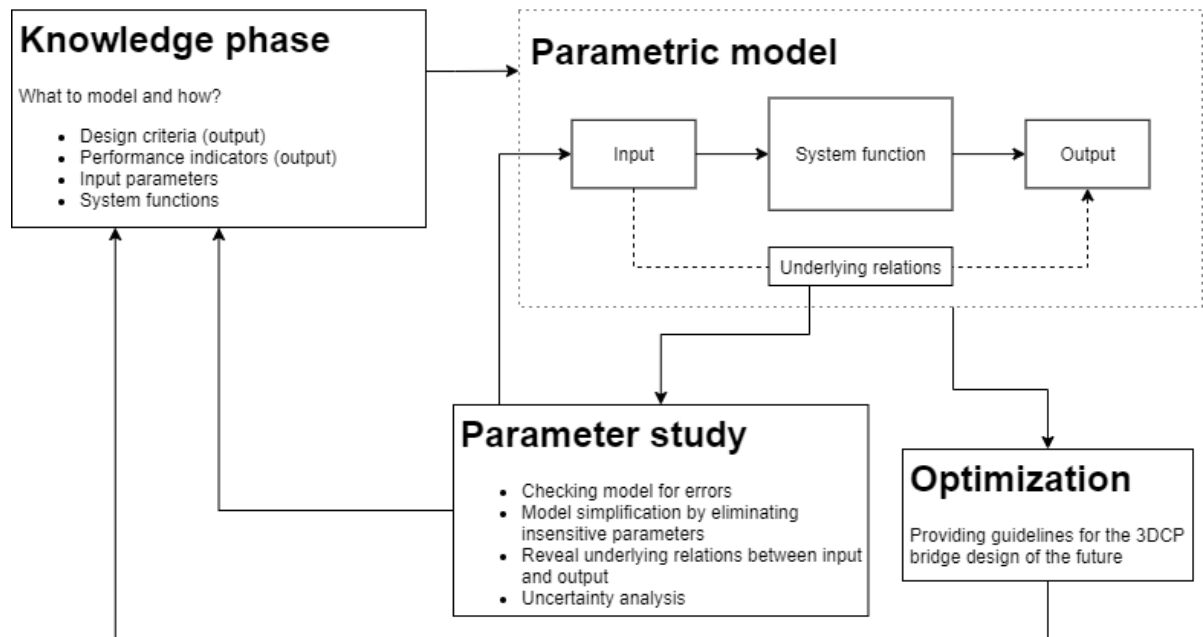 Knowledge phase
What to model and how?
• Design criteria (output)
• Performance indicators (output)
• Input parameters
• System functions
Parametric model
Input
System function
Output
Underlying relations
Parameter study
• Checking model for errors
• Model simplification by eliminating
insensitive parameters
• Reveal underlying relations between input
and output
• Uncertainty analysis
Optimization
Providing guidelines for the 3DCP
bridge design of the future